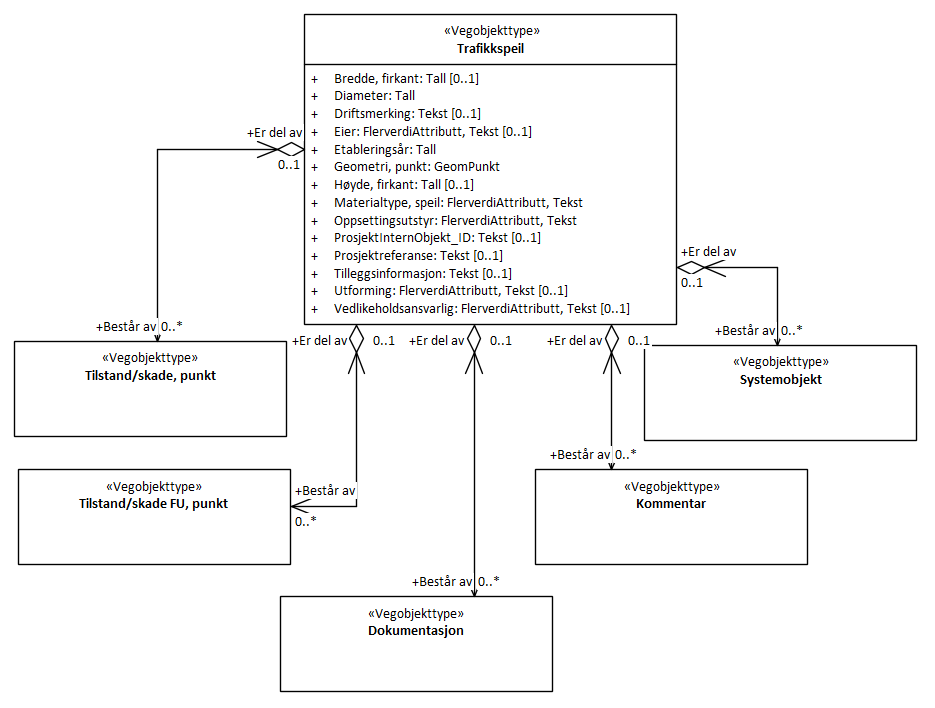 «Vegobjekttype»
Trafikkspeil
+ Bredde, firkant: Tall [0..1]
+ Diameter: Tall
+ Driftsmerking: Tekst [0..1]
+ Eier: FlerverdiAttributt, Tekst [0..1]
+ Etableringsår: Tall
+ Geometri, punkt: GeomPunkt
+ Høyde, firkant: Tall [0..1]
+ Materialtype, speil: FlerverdiAttributt, Tekst
+ Oppsettingsutstyr: FlerverdiAttributt, Tekst
+ ProsjektInternObjekt_ID: Tekst [0..1]
+ Prosjektreferanse: Tekst [0..1]
+ Tilleggsinformasjon: Tekst [0..1]
+ Utforming: FlerverdiAttributt, Tekst [0..1]
+ Vedlikeholdsansvarlig: FlerverdiAttributt, Tekst [0..1]
+Er del av
0..1
+Består av 0..*
«Vegobjekttype»
Tilstand/skade, punkt
+Er del av
0..1
+Består av 0..*
«Vegobjekttype»
Systemobjekt
+Er del av 0..1
+Består av
0..*
«Vegobjekttype»
Tilstand/skade FU, punkt
+Er del av 0..1
+Består av 0..*
«Vegobjekttype»
Dokumentasjon
+Er del av 0..1
+Består av 0..*
«Vegobjekttype»
Kommentar